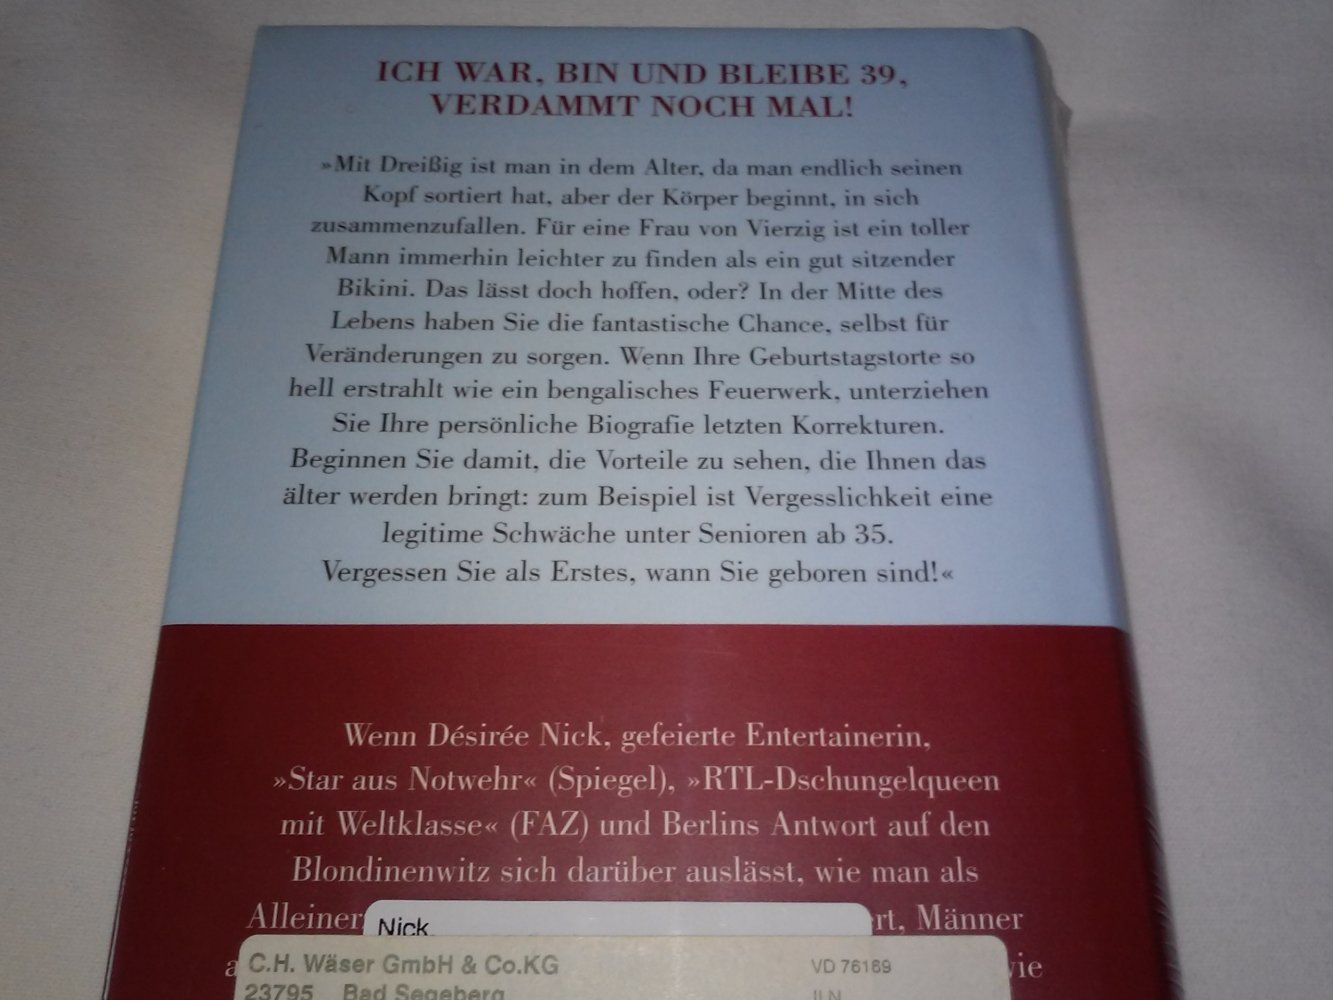 ICH WAR, BIN UND BLEIBE 39,
VERDAMMT NOCH MAL!
»Mit Dreißig ist man in dem Alter, da man endlich seinen
Kopf sortiert hat, aber der Körper beginnt, in sich
zusammenzufallen. Für eine Frau von Vierzig ist ein toller
Mann immerhin leichter zu finden als ein gut sitzender
Bikini. Das lässt doch hoffen, oder? In der Mitte des
Lebens haben Sie die fantastische Chance, selbst für
Veränderungen zu sorgen. Wenn Ihre Geburtstagstorte so
hell erstrahlt wie ein bengalisches Feuerwerk, unterziehen
Sie Ihre persönliche Biografie letzten Korrekturen.
Beginnen Sie damit, die Vorteile zu sehen, die Ihnen das
älter werden bringt: zum Beispiel ist Vergesslichkeit eine
legitime Schwäche unter Senioren ab 35.
Vergessen Sie als Erstes, wann Sie geboren sind!«
Wenn Désirée Nick, gefeierte Entertainerin,
»Star aus Notwehr« (Spiegel), »RTL-Dschungelqueen
mit Weltklasse« (FAZ) und Berlins Antwort auf den
Blondinenwitz sich darüber auslässt, wie man als
Männer
Nick
C.H. Wäser GmbH & Co.KG VD 76169
23795 Bad Segeberg